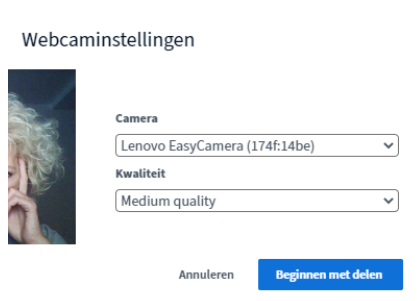 Webcaminstellingen
Camera
Lenovo EasyCamera (174f:14be)
Kwaliteit
Medium quality
Annuleren
Beginnen met delen